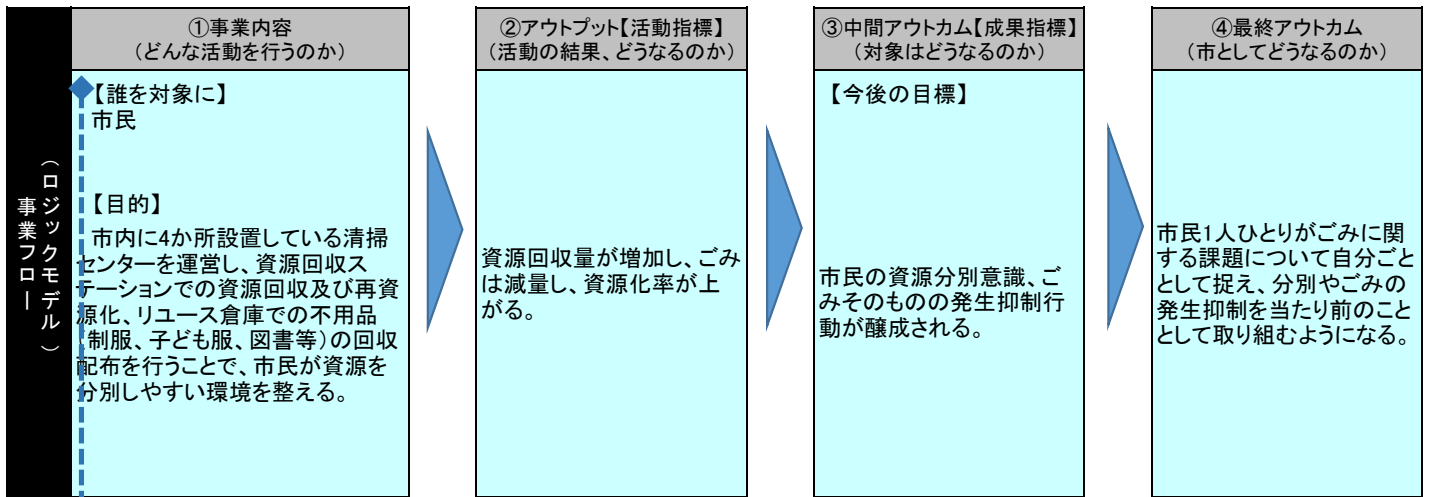 事業フロー
（ロジックモデル）
①事業内容
（どんな活動を行うのか）
【誰を対象に】
市民
【目的】
市内に4か所設置している清掃
センターを運営し、資源回収ス
テーションでの資源回収及び再資
源化、リユース倉庫での不用品
（制服、子ども服、図書等）の回収
配布を行うことで、市民が資源を
分別しやすい環境を整える。
②アウトプット【活動指標】
（活動の結果、どうなるのか）
資源回収量が増加し、ごみ
は減量し、資源化率が上
がる。
③中間アウトカム【成果指標】
（対象はどうなるのか）
【今後の目標】
市民の資源分別意識、ご
みそのものの発生抑制行
動が醸成される。
④最終アウトカム
（市としてどうなるのか）
市民1人ひとりがごみに関
する課題について自分ごと
として捉え、分別やごみの
発生抑制を当たり前のこと
として取り組むようになる。